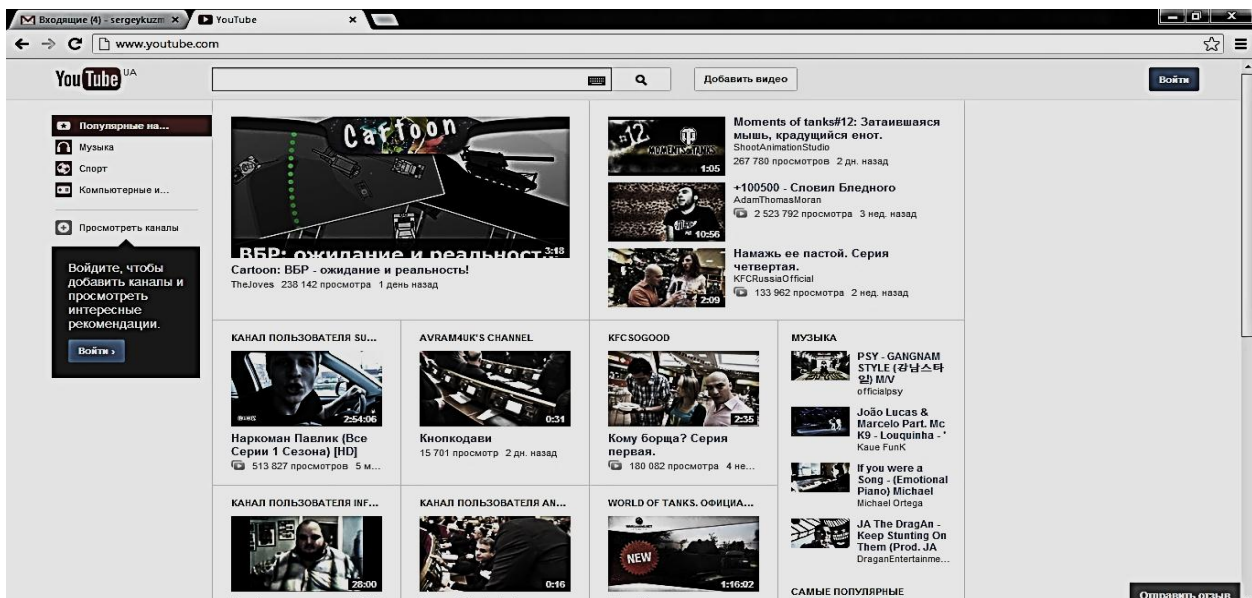 Входящие (4) - sergeykuzm
YouTube
www.youtube.com
YouTube UA
Добавить видео
Войти
Популярные на...
Музыка
Спорт
Компьютерные и...
Просмотреть каналы
Войдите, чтобы
добавить каналы и
просмотреть
интересные
рекомендации.
Войти ›
Cartoon
ВБР: ожидание и реальност
3:18
Cartoon: ВБР - ожидание и реальность!
TheJoves 238 142 просмотра 1 день назад
#12
MOMENTS OF TANKS
1:05
Moments of tanks#12: Затаившаяся
мышь, крадущийся енот.
ShootAnimationStudio
267 780 просмотров 2 дн. назад
10:56
+100500 - Словил Бледного
AdamThomasMoran
2 523 792 просмотра 3 нед. назад
2:09
Намажь ее пастой. Серия
четвертая.
KFCRussiaOfficial
133 962 просмотра 2 нед. назад
КАНАЛ ПОЛЬЗОВАТЕЛЯ SU...
2:54:06
Наркоман Павлик (Все
Серии 1 Сезона) [HD]
513 827 просмотров 5 м...
AVRAM4UK'S CHANNEL
0:31
Кнопкодави
15 701 просмотр 2 дн. назад
KFCSOGOOD
2:35
Кому борща? Серия
первая.
180 082 просмотра 4 не...
МУЗЫКА
PSY - GANGNAM
STYLE (강남스타
일) M/V
officialpsy
João Lucas &
Marcelo Part. Mc
K9 - Louquinha - '
Kaue FunK
If you were a
Song - (Emotional
Piano) Michael
Michael Ortega
JA The DragAn -
Keep Stunting On
Them (Prod. JA
DraganEntertainme...
КАНАЛ ПОЛЬЗОВАТЕЛЯ INF...
28:00
КАНАЛ ПОЛЬЗОВАТЕЛЯ AN...
0:16
WORLD OF TANKS. ОФИЦИА...
NEW
1:16:02
САМЫЕ ПОПУЛЯРНЫЕ
Отправить отзыв